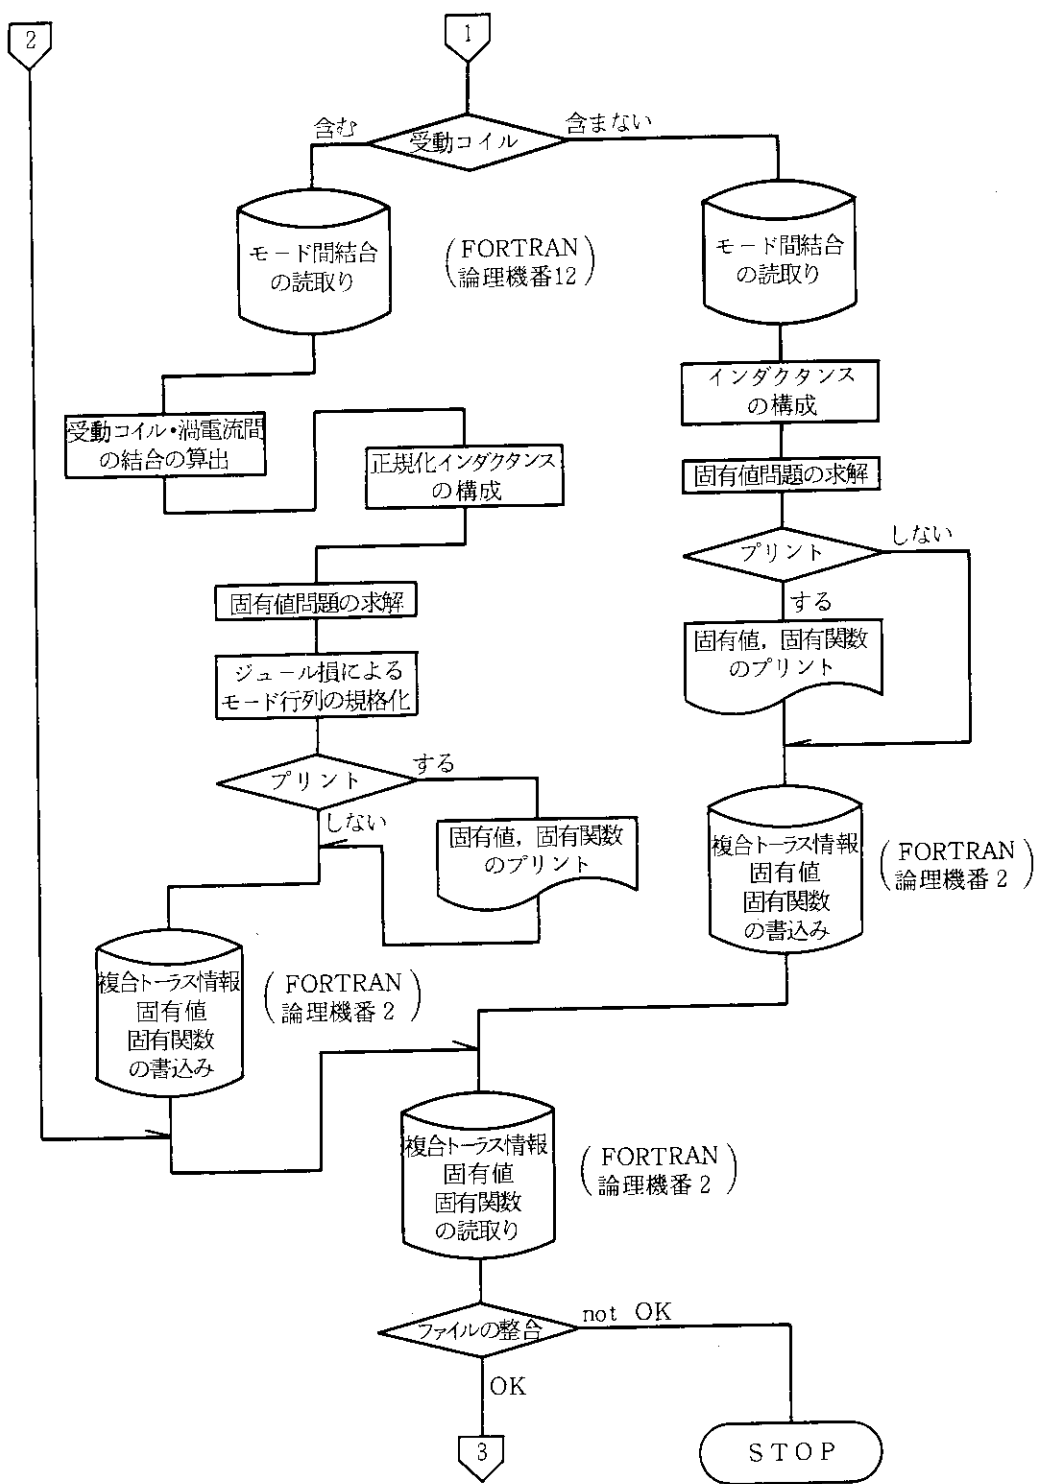 2
1
受動コイル
含む
含まない
モード間結合
の読取り
(FORTRAN
論理機番12)
モード間結合
の読取り
受動コイル・渦電流間
の結合の算出
正規化インダクタンス
の構成
固有値問題の求解
ジュール損による
モード行列の規格化
プリント
する
しない
固有値，固有関数
のプリント
複合トーラス情報
固有値
固有関数
の書込み
(FORTRAN
論理機番2)
インダクタンス
の構成
固有値問題の求解
プリント
しない
する
固有値，固有関数
のプリント
複合トーラス情報
固有値
固有関数
の書込み
(FORTRAN
論理機番2)
複合トーラス情報
固有値
固有関数
の読取り
(FORTRAN
論理機番2)
ファイルの整合
not OK
OK
3
STOP